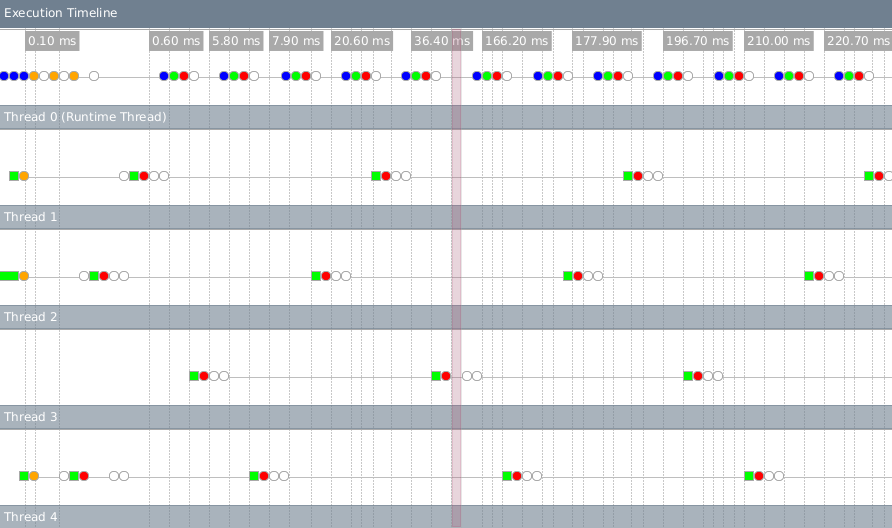 Execution Timeline
0.10 ms 0.60 ms 5.80 ms 7.90 ms 20.60 ms 36.40 ms 166.20 ms 177.90 ms 196.70 ms 210.00 ms 220.70 ms
Thread 0 (Runtime Thread)
Thread 1
Thread 2
Thread 3
Thread 4